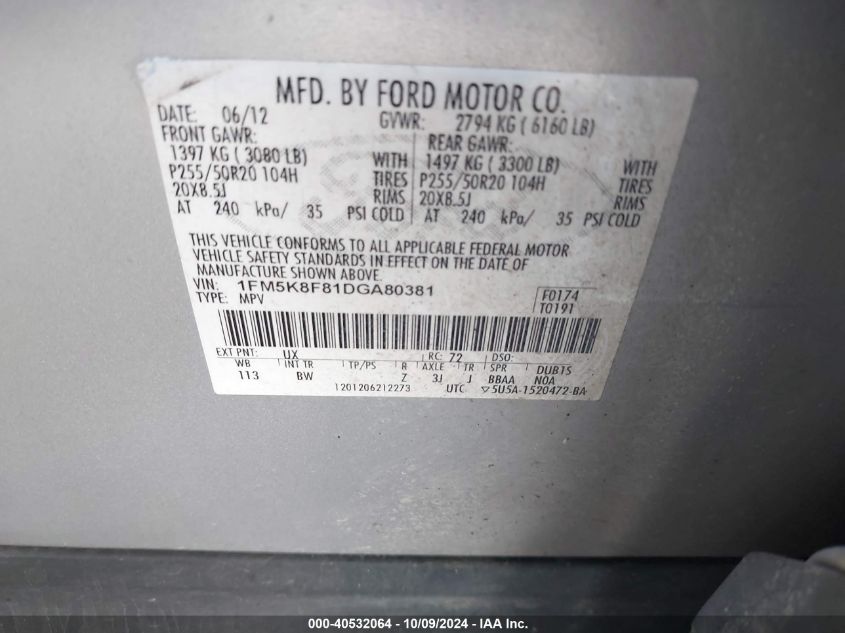 MFD. BY FORD MOTOR CO.
DATE: 06/12 GVWR: 2794 KG ( 6160 LB)
FRONT GAWR: REAR GAWR:
1397 KG ( 3080 LB) WITH 1497 KG ( 3300 LB) WITH
P255/50R20 104H TIRES P255/50R20 104H TIRES
20X8.5J RIMS 20X8.5J RIMS
AT 240 kPa/ 35 PSI COLD AT 240 kPa/ 35 PSI COLD
THIS VEHICLE CONFORMS TO ALL APPLICABLE FEDERAL MOTOR
VEHICLE SAFETY STANDARDS IN EFFECT ON THE DATE OF
MANUFACTURE SHOWN ABOVE.
VIN: 1FM5K8F81DGA80381 F0174
TYPE: MPV T0191
EXT PNT: UX RC: 72 DSO:
WB INT TR TP/PS R AXLE TR SPR DUBTS
113 BW Z 3J J BBAA NOA
1201206212273 UTC ▽5U5A-1520472-BA
000-40532064 - 10/09/2024 - IAA Inc.